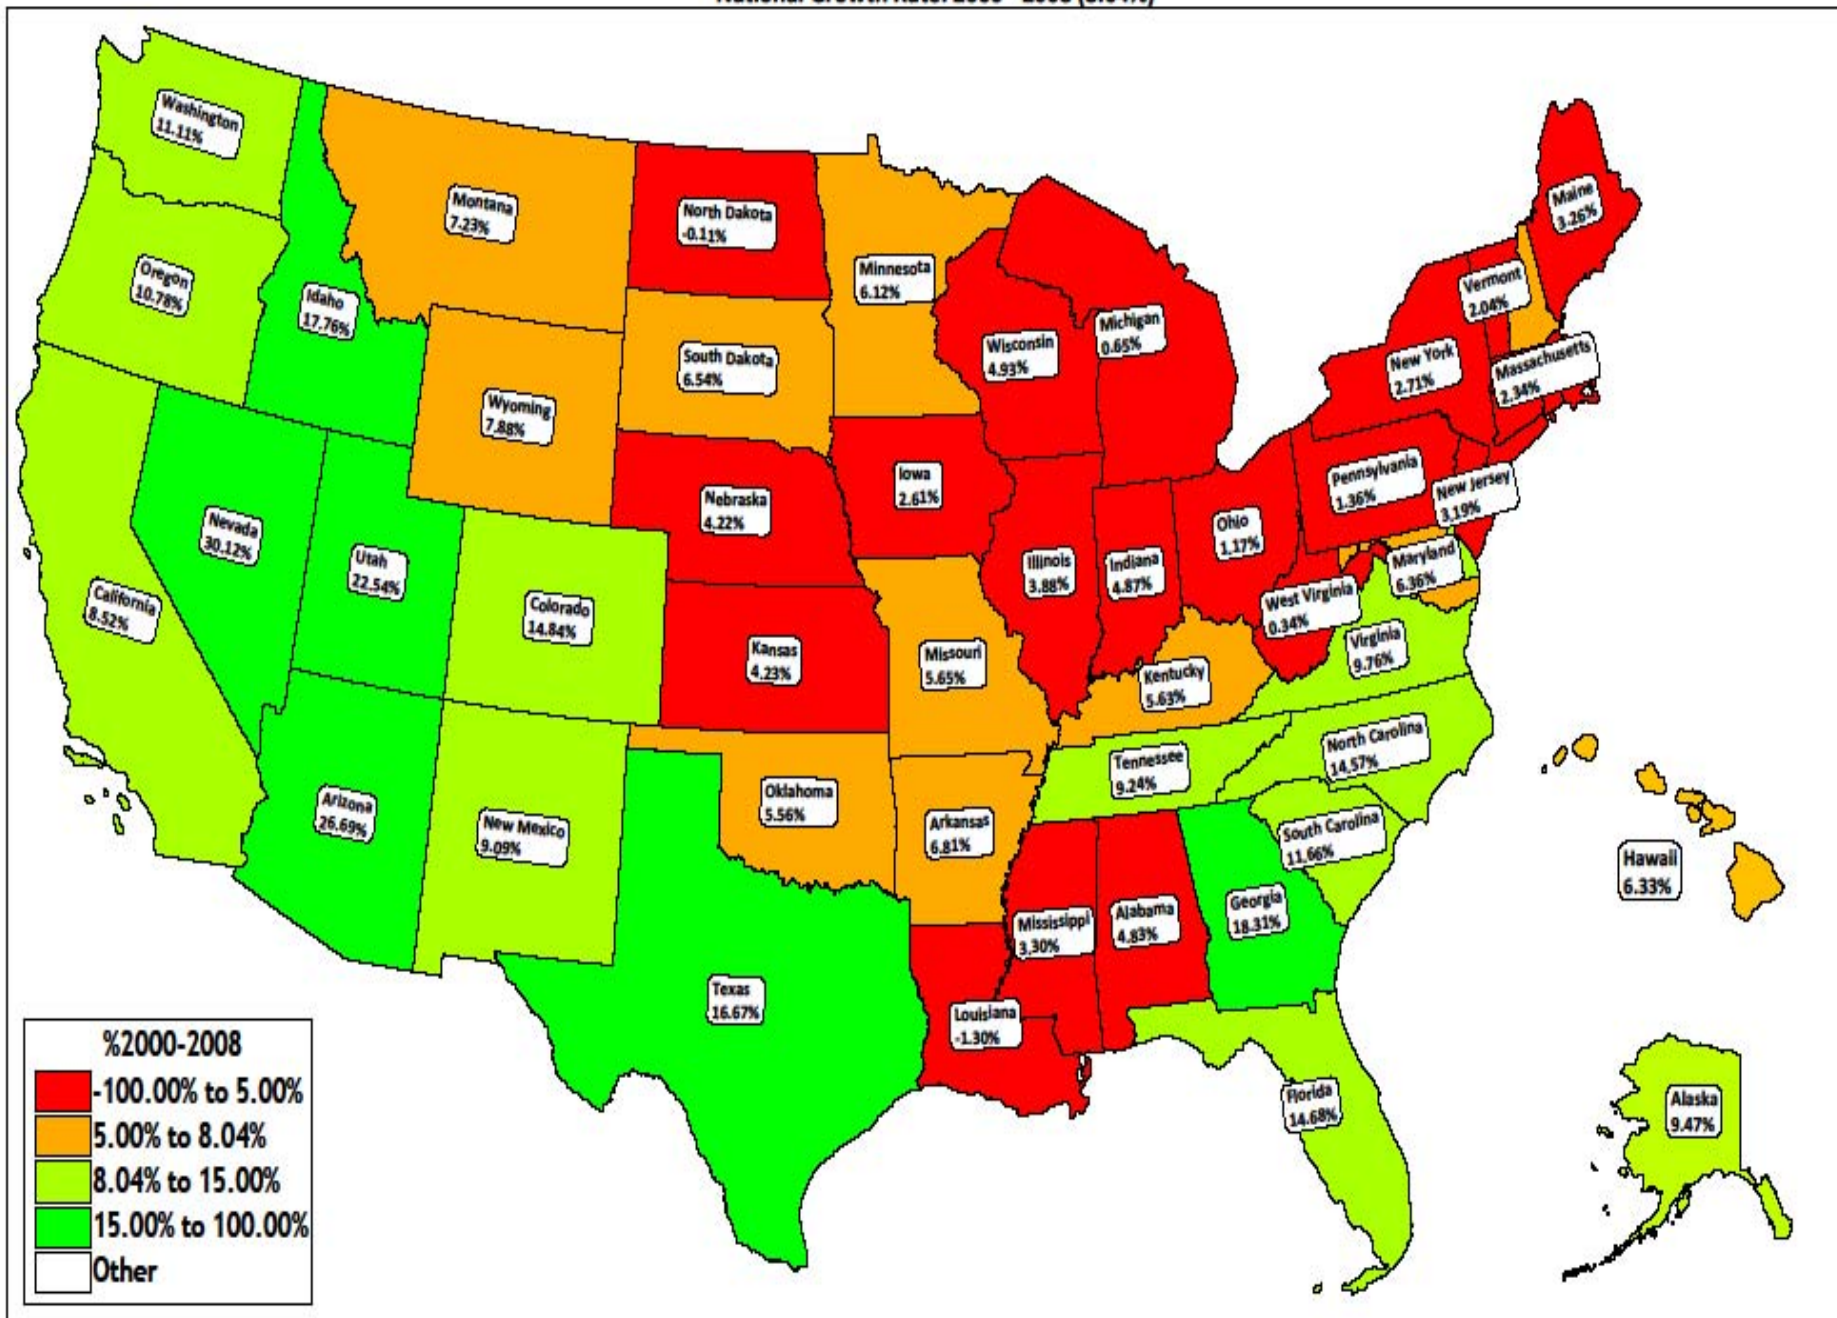 National Growth Rate: 2000 - 2008 (8.04%)
Washington
11.11%
Oregon
10.78%
California
8.52%
Idaho
17.76%
Nevada
30.12%
Utah
22.54%
Arizona
26.69%
Montana
7.23%
Wyoming
7.88%
Colorado
14.84%
New Mexico
9.09%
North Dakota
-0.11%
South Dakota
6.54%
Nebraska
4.22%
Kansas
4.23%
Oklahoma
5.56%
Texas
16.67%
Minnesota
6.12%
Iowa
2.61%
Missouri
5.65%
Arkansas
6.81%
Louisiana
-1.30%
Wisconsin
4.93%
Illinois
3.88%
Michigan
0.65%
Indiana
4.87%
Ohio
1.17%
Kentucky
5.63%
Tennessee
9.24%
Mississippi
3.30%
Alabama
4.83%
Georgia
18.31%
Florida
14.68%
South Carolina
11.66%
North Carolina
14.57%
Virginia
9.76%
West Virginia
0.34%
Maryland
6.36%
Pennsylvania
1.36%
New Jersey
3.19%
New York
2.71%
Vermont
2.04%
Massachusetts
2.34%
Maine
3.26%
Hawaii
6.33%
Alaska
9.47%
%2000-2008
-100.00% to 5.00%
5.00% to 8.04%
8.04% to 15.00%
15.00% to 100.00%
Other